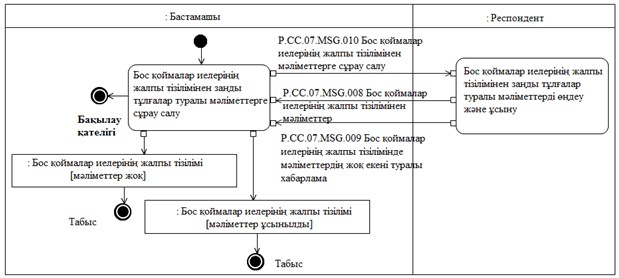 : Бастамашы
: Респондент
Р.СС.07.MSG.010 Бос қоймалар
иелерінің жалпы тізілімінен
мәліметтерге сұрау салу
Бос қоймалар иелерінің
жалпы тізілімінен заңды
тұлғалар туралы мәліметтерге
сұрау салу
Бос қоймалар иелерінің жалпы
тізілімінен заңды тұлғалар
туралы мәліметтерді өңдеу
және ұсыну
Р.СС.07.MSG.008 Бос қоймалар
иелерінің жалпы тізілімінен
мәліметтер
Бақылау
қателігі
Р.СС.07.MSG.009 Бос қоймалар
иелерінің жалпы тізілімінде
мәліметтердің жоқ екені туралы
хабарлама
: Бос қоймалар иелерінің жалпы тізілімі
[мәліметтер жоқ]
Табыс
: Бос қоймалар иелерінің жалпы тізілімі
[мәліметтер ұсынылды]
Табыс